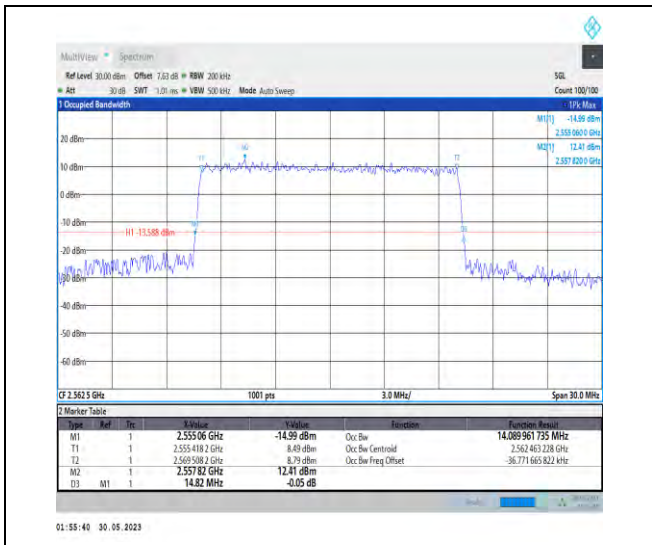 MultiView Spectrum
Ref Level 30.00 dBm Offset 7.63 dB RBW 200 kHz SGL
Att 30 dB SWT 1.01 ms VBW 500 kHz Mode Auto Sweep Count 100/100
1 Occupied Bandwidth 1Pk Max
M1[1] -14.99 dBm
2.555 060 0 GHz
M2[1] 12.41 dBm
2.557 820 0 GHz
20 dBm
10 dBm
0 dBm
-10 dBm
H1 -13.588 dBm
-20 dBm
-30 dBm
-40 dBm
-50 dBm
-60 dBm
T1
M2
T2
M1
D3
CF 2.562 5 GHz 1001 pts 3.0 MHz/ Span 30.0 MHz
2 Marker Table
Type Ref Trc X-Value Y-Value Function Function Result
M1 1 2.555 06 GHz -14.99 dBm Occ Bw 14.089 961 735 MHz
T1 1 2.555 418 2 GHz 8.49 dBm Occ Bw Centroid 2.562 463 228 GHz
T2 1 2.569 508 2 GHz 8.79 dBm Occ Bw Freq Offset -36.771 665 822 kHz
M2 1 2.557 82 GHz 12.41 dBm
D3 M1 1 14.82 MHz -0.05 dB
01:55:40 30.05.2023